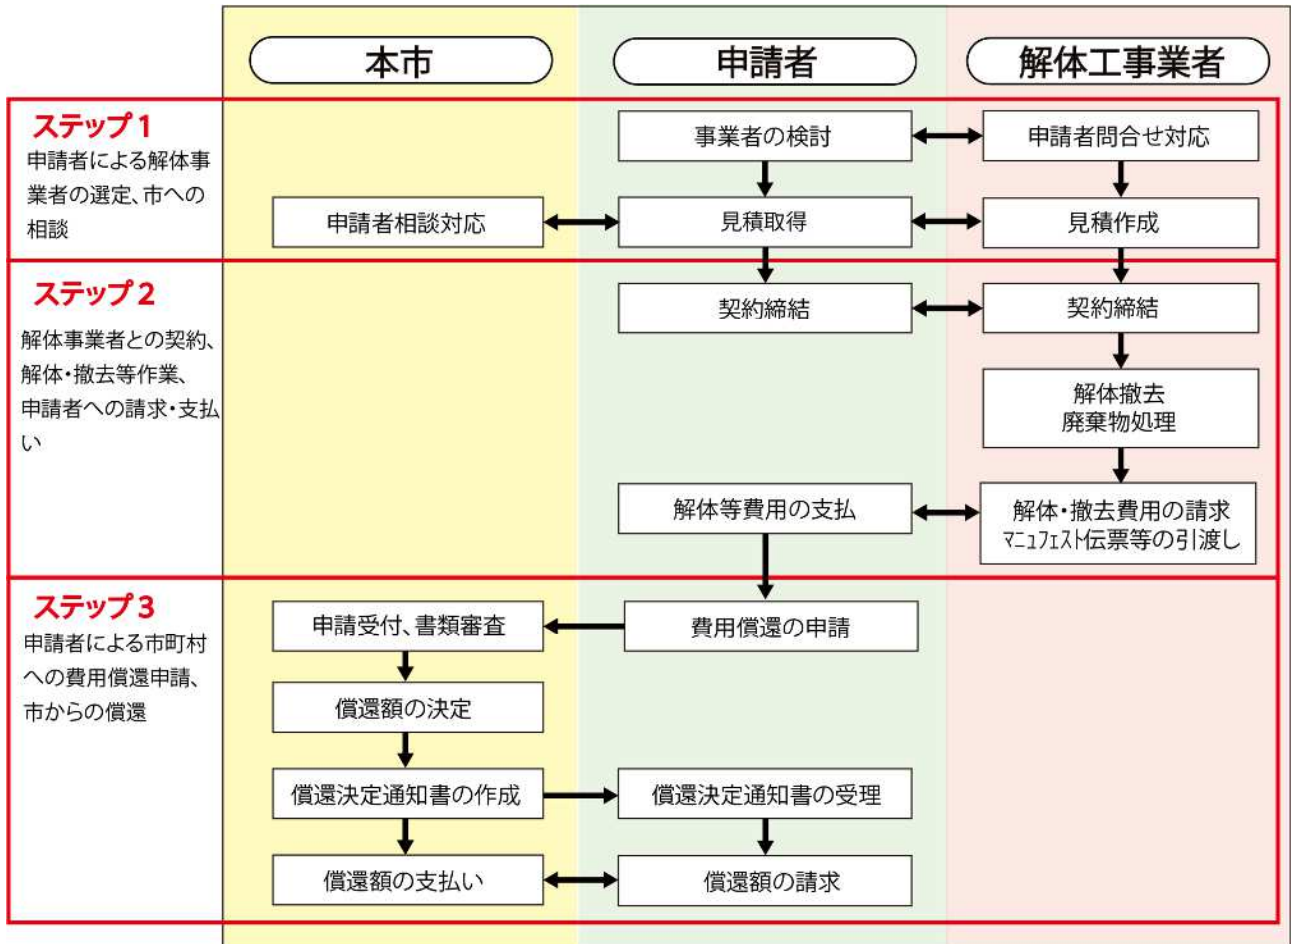 本市
申請者
解体工事業者
ステップ1
申請者による解体事
業者の選定、市への
相談
事業者の検討
申請者問合せ対応
申請者相談対応
見積取得
見積作成
ステップ2
解体事業者との契約、
解体・撤去等作業、
申請者への請求・支払
い
契約締結
契約締結
解体撤去
廃棄物処理
解体等費用の支払
解体・撤去費用の請求
ﾏﾆｭﾌｪｽﾄ伝票等の引渡し
ステップ3
申請者による市町村
への費用償還申請、
市からの償還
申請受付、書類審査
費用償還の申請
償還額の決定
償還決定通知書の作成
償還決定通知書の受理
償還額の支払い
償還額の請求